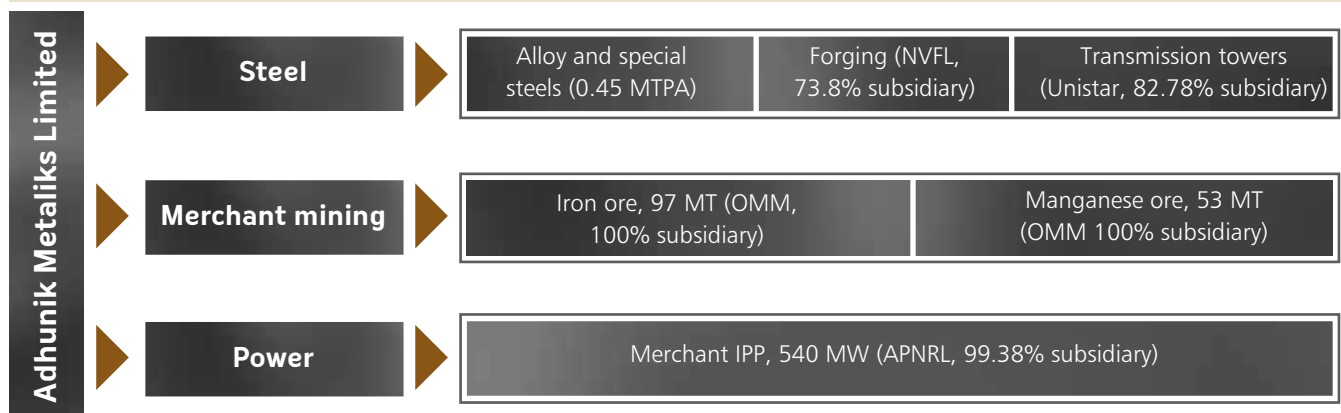 Adhunik Metaliks Limited
Steel
Alloy and special
steels (0.45 MTPA)
Forging (NVFL,
73.8% subsidiary)
Transmission towers
(Unistar, 82.78% subsidiary)
Merchant mining
Iron ore, 97 MT (OMM,
100% subsidiary)
Manganese ore, 53 MT
(OMM 100% subsidiary)
Power
Merchant IPP, 540 MW (APNRL, 99.38% subsidiary)